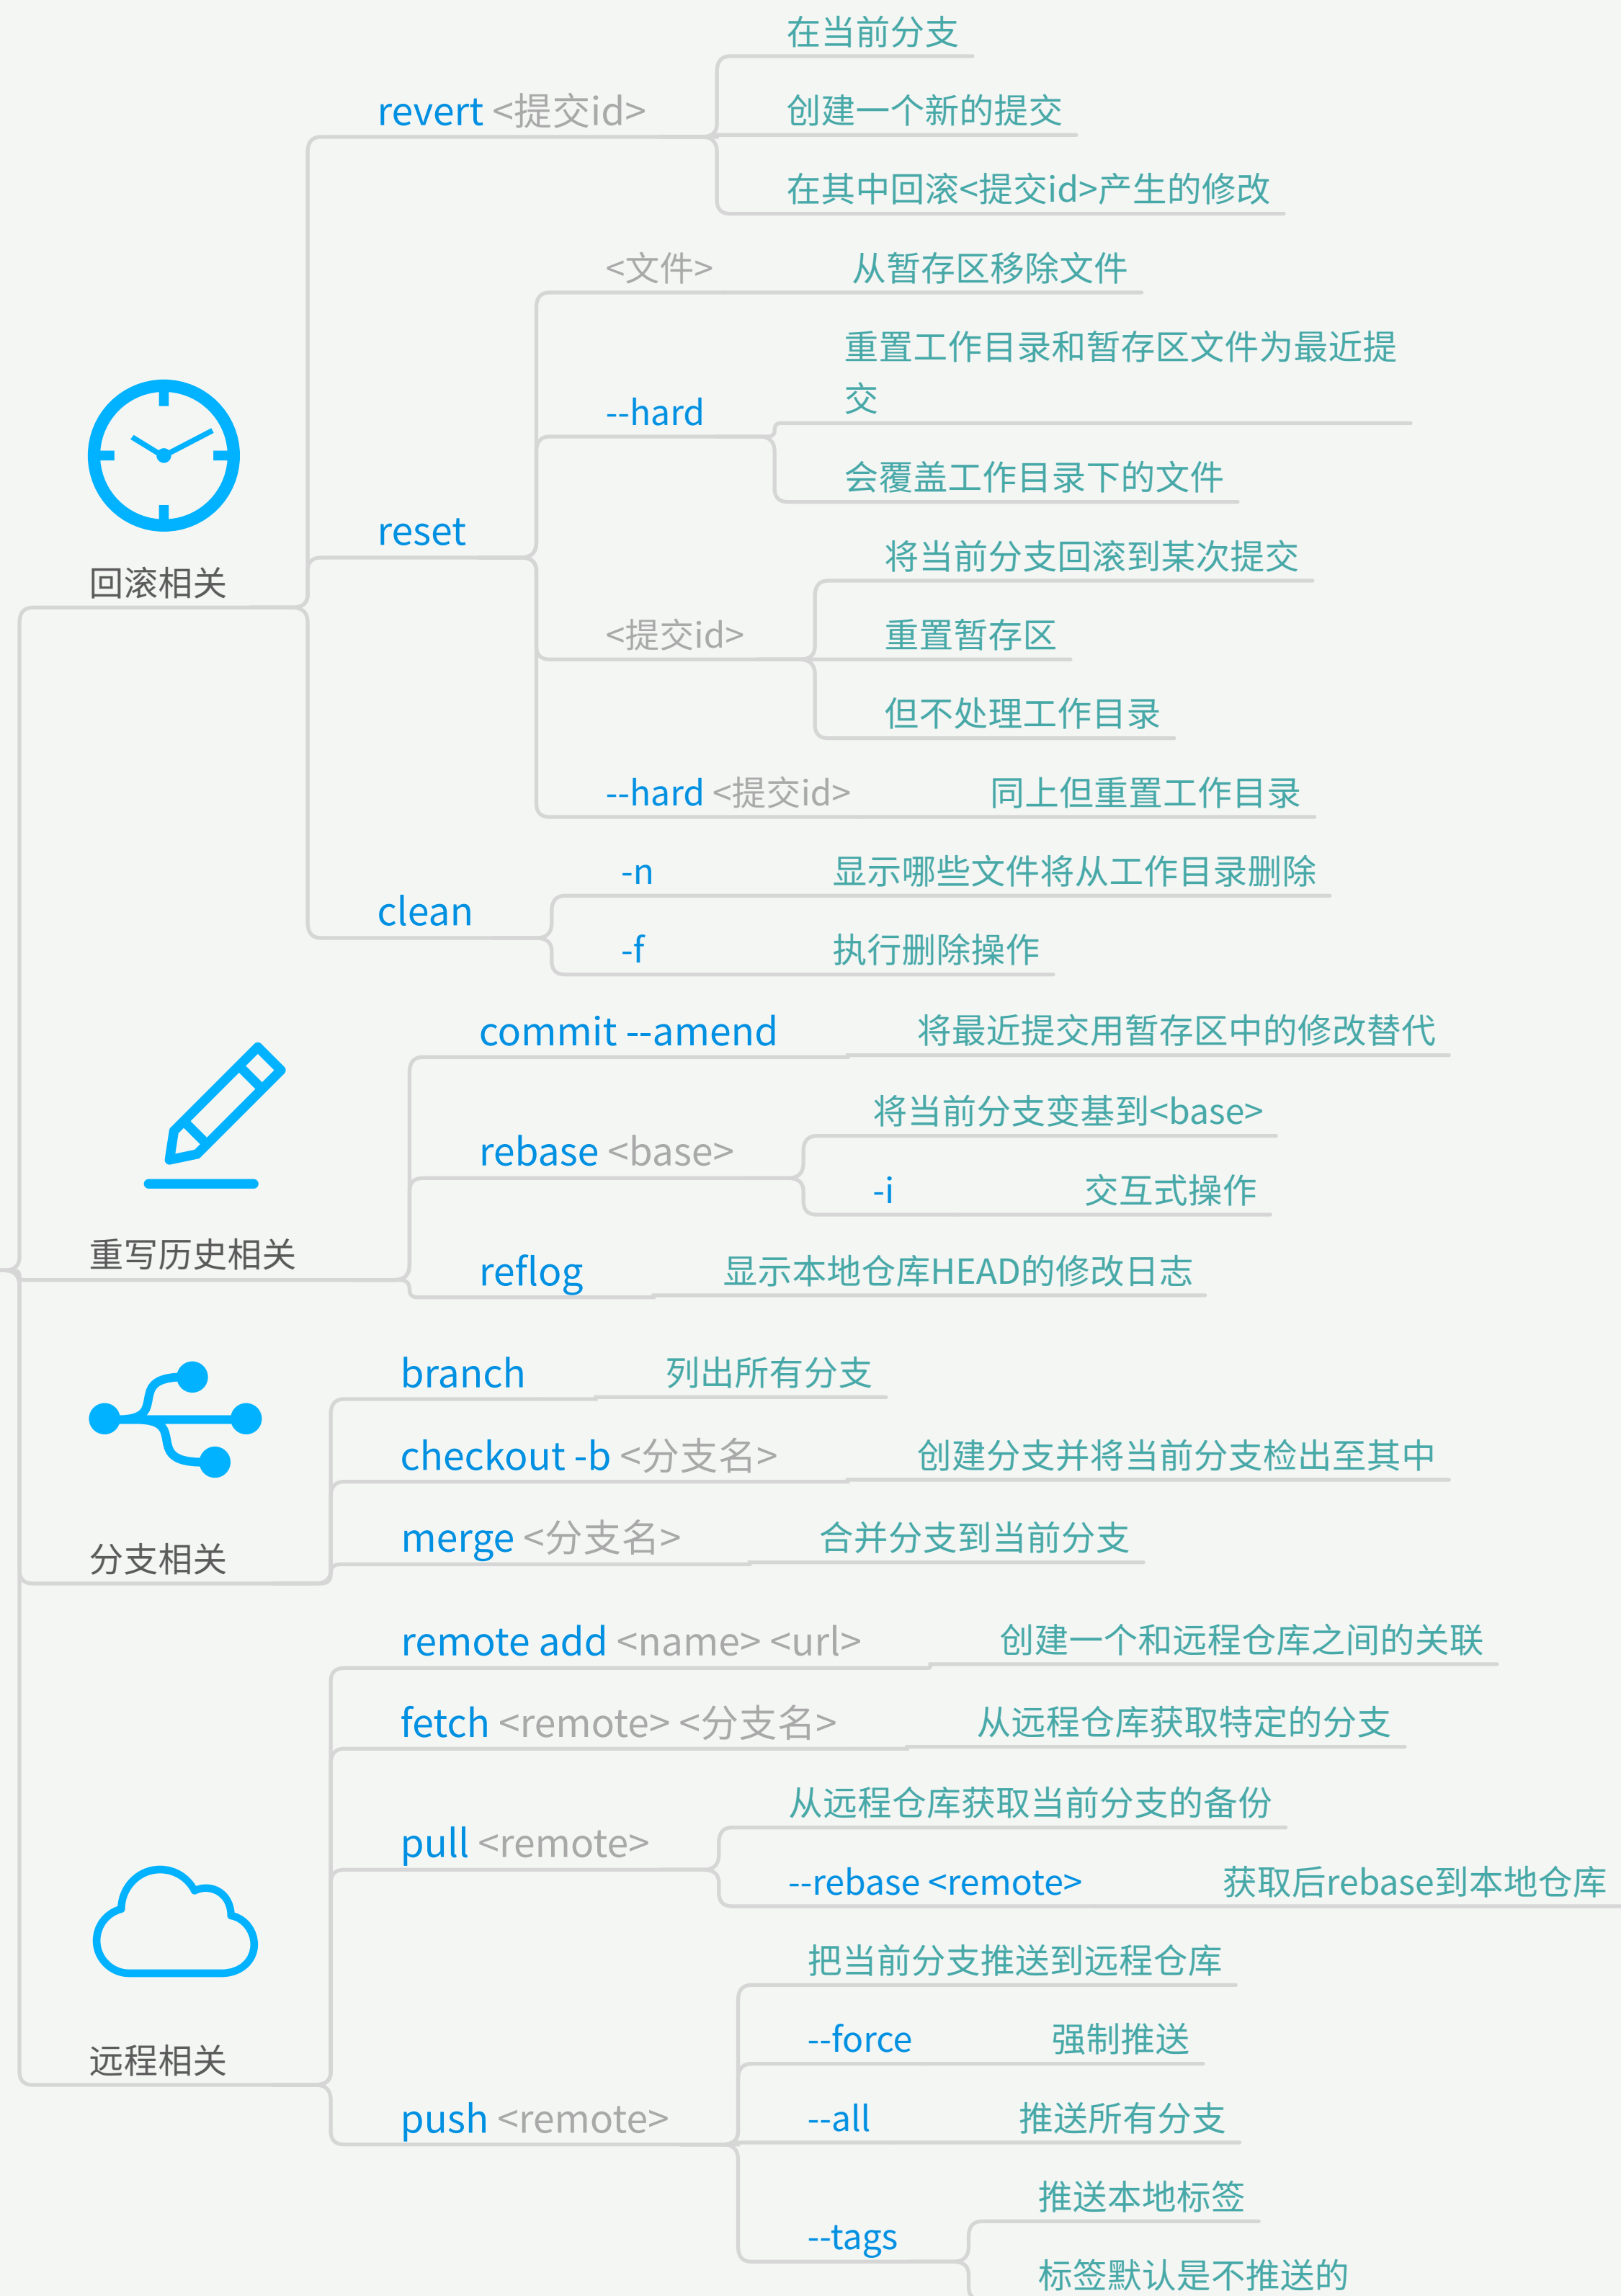 回滚相关
revert <提交id>
在当前分支
创建一个新的提交
在其中回滚<提交id>产生的修改
reset
<文件>
从暂存区移除文件
--hard
重置工作目录和暂存区文件为最近提
交
会覆盖工作目录下的文件
<提交id>
将当前分支回滚到某次提交
重置暂存区
但不处理工作目录
--hard <提交id>
同上但重置工作目录
clean
-n
显示哪些文件将从工作目录删除
-f
执行删除操作
重写历史相关
commit --amend
将最近提交用暂存区中的修改替代
rebase <base>
将当前分支变基到<base>
-i
交互式操作
reflog
显示本地仓库HEAD的修改日志
分支相关
branch
列出所有分支
checkout -b <分支名>
创建分支并将当前分支检出至其中
merge <分支名>
合并分支到当前分支
远程相关
remote add <name> <url>
创建一个和远程仓库之间的关联
fetch <remote> <分支名>
从远程仓库获取特定的分支
pull <remote>
从远程仓库获取当前分支的备份
--rebase <remote>
获取后rebase到本地仓库
push <remote>
把当前分支推送到远程仓库
--force
强制推送
--all
推送所有分支
--tags
推送本地标签
标签默认是不推送的